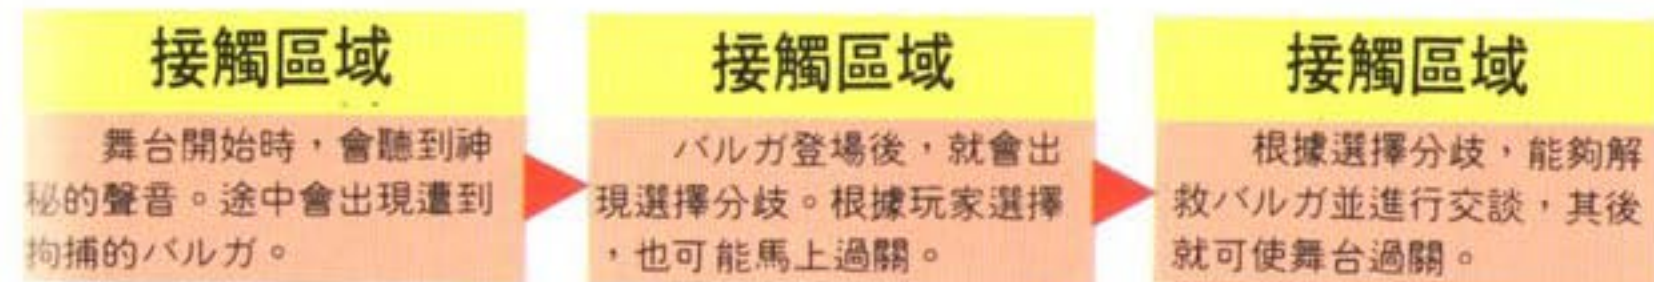 接觸區域
舞台開始時，會聽到神
秘的聲音。途中會出現遭到
拘捕的バルガ。
接觸區域
バルガ登場後，就會出
現選擇分歧。根據玩家選擇
，也可能馬上過關。
接觸區域
根據選擇分歧，能夠解
救バルガ並進行交談，其後
就可使舞台過關。